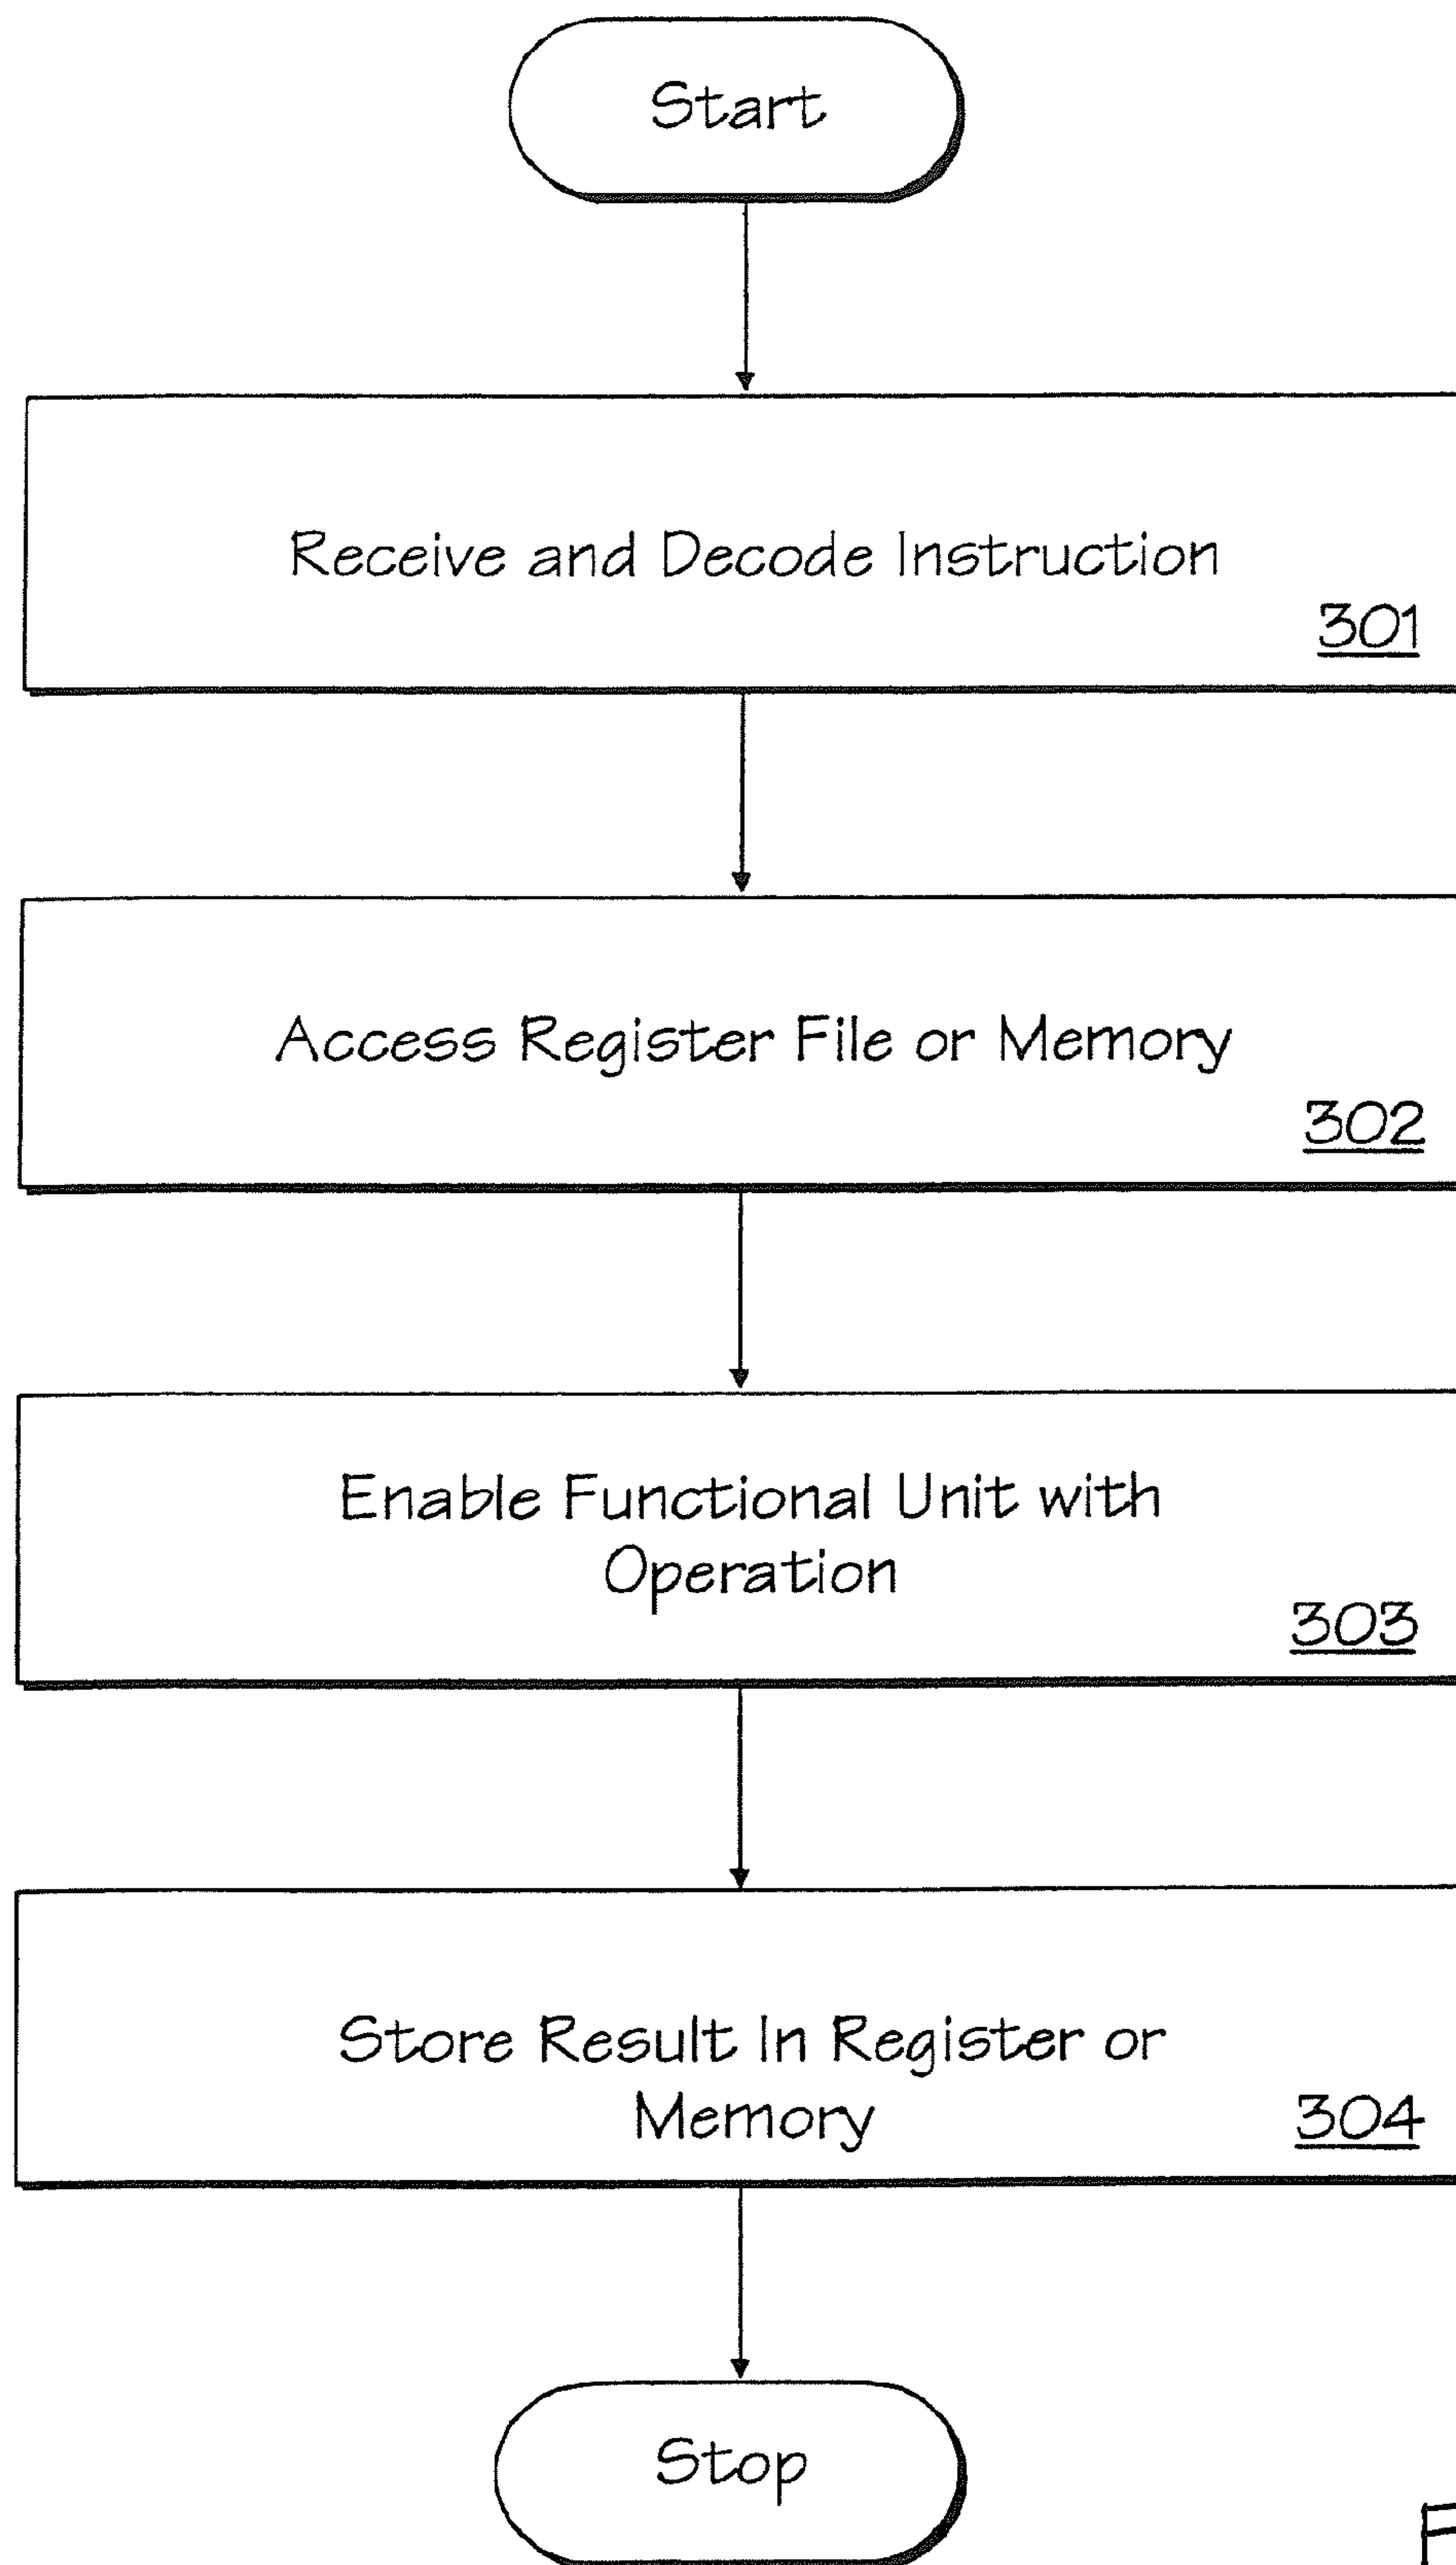 Start
Receive and Decode Instruction
301
Access Register File or Memory
302
Enable Functional Unit with
Operation
303
Store Result In Register or
Memory
304
Stop